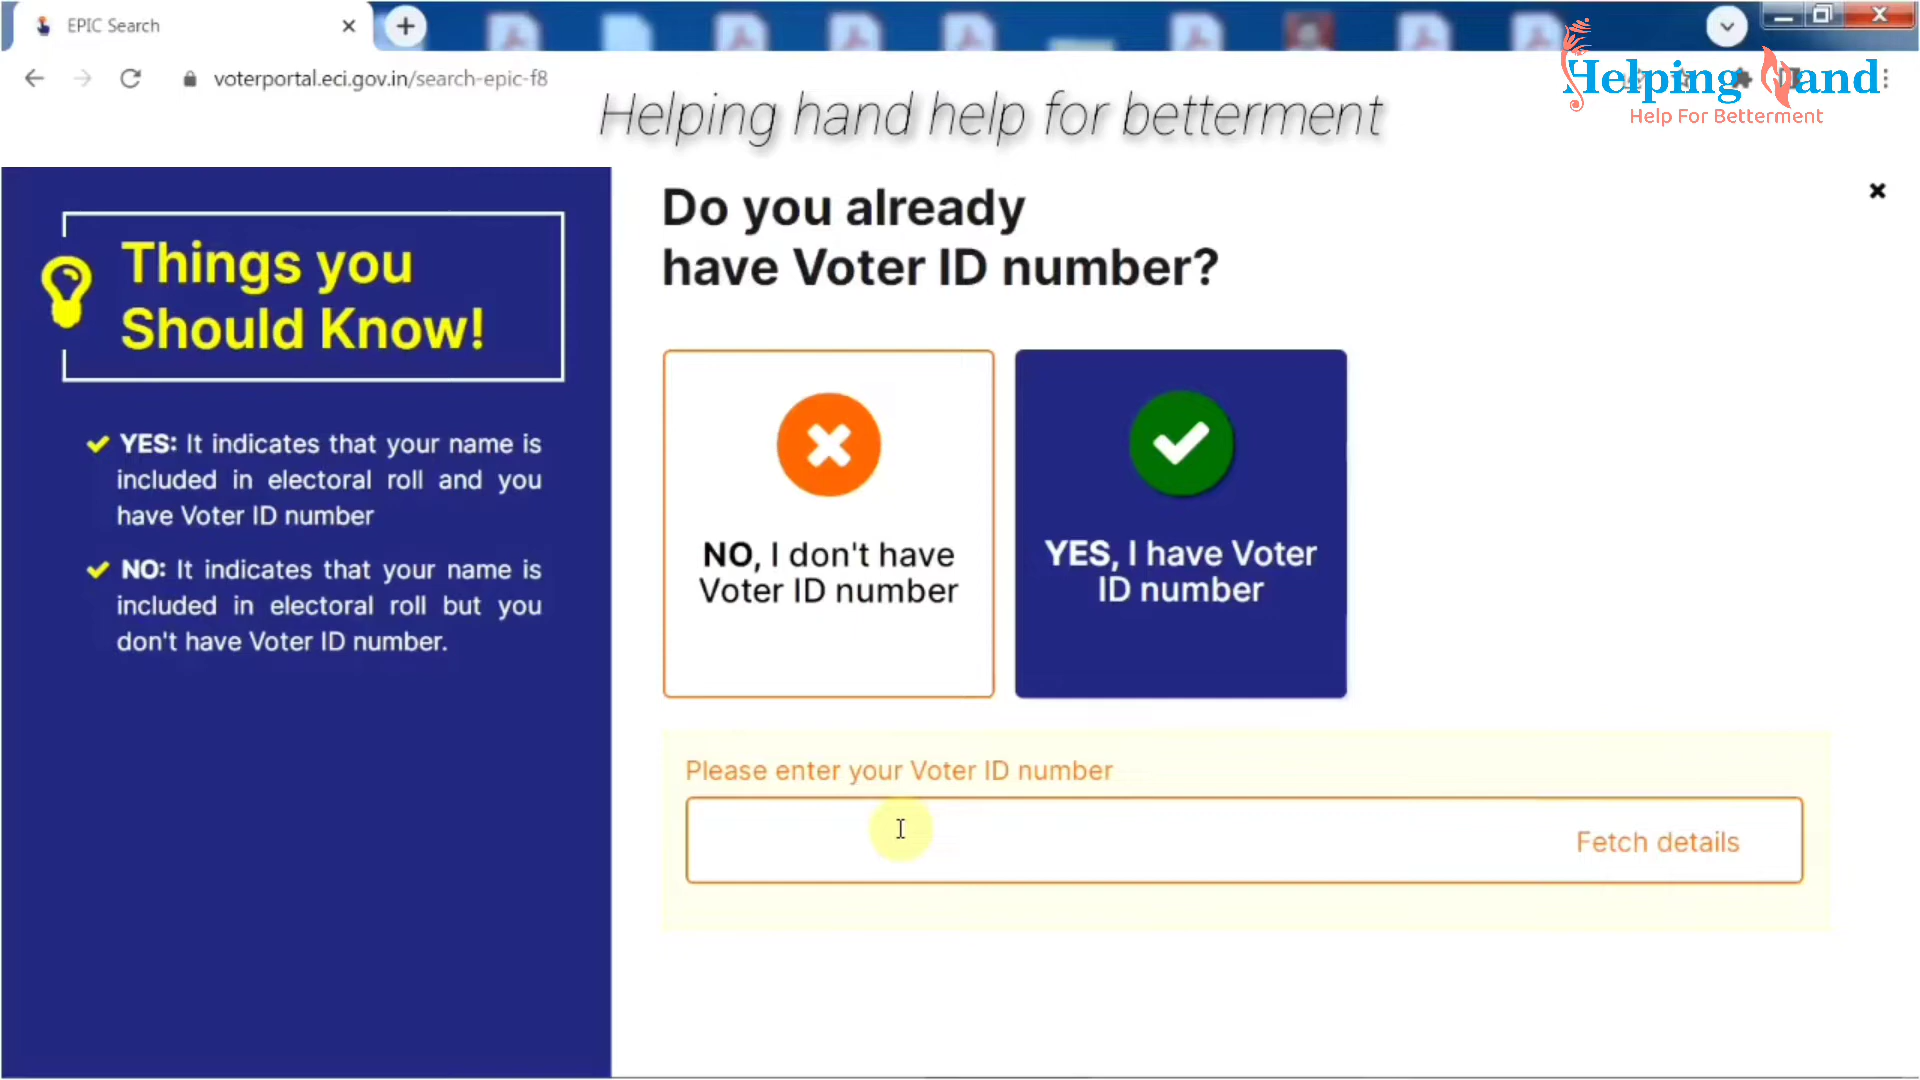 EPIC Search
voterportal.eci.gov.in/search-epic-f8
Helping Hand
Help For Betterment
Helping hand help for betterment
Things you
Should Know!
YES: It indicates that your name is
included in electoral roll and you
have Voter ID number
NO: It indicates that your name is
included in electoral roll but you
don't have Voter ID number.
Do you already
have Voter ID number?
NO, I don't have
Voter ID number
YES, I have Voter
ID number
Please enter your Voter ID number
Fetch details